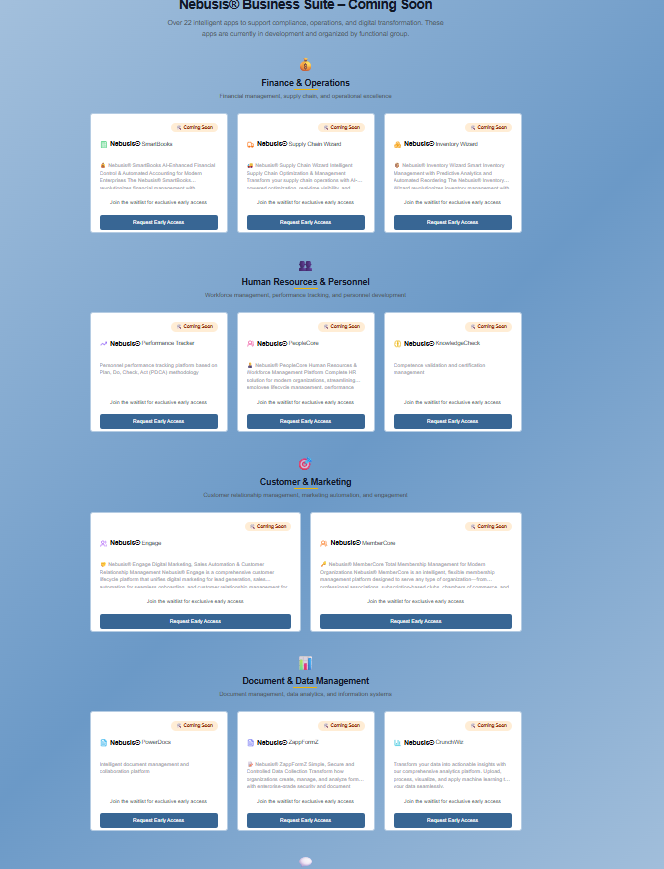 Nebusis® Business Suite – Coming Soon
Over 22 intelligent apps to support compliance, operations, and digital transformation. These
apps are currently in development and organized by functional group.
Finance & Operations
Financial management, supply chain, and operational excellence
Coming Soon
Nebusis® SmartBooks
Nebusis® SmartBooks AI-Enhanced Financial
Control & Automated Accounting for Modern
Enterprises The Nebusis® SmartBooks...
revolutionizes financial management with
Join the waitlist for exclusive early access
Request Early Access
Coming Soon
Nebusis® Supply Chain Wizard
Nebusis® Supply Chain Wizard Intelligent
Supply Chain Optimization & Management
Transform your supply chain operations with AI-...
powered optimization, realtime visibility, and
Join the waitlist for exclusive early access
Request Early Access
Coming Soon
Nebusis® Inventory Wizard
Nebusis® Inventory Wizard Smart Inventory
Management with Predictive Analytics and
Automated Reordering The Nebusis® Inventory...
Wizard revolutionizes inventory management with
Join the waitlist for exclusive early access
Request Early Access
Human Resources & Personnel
Workforce management, performance tracking, and personnel development
Coming Soon
Nebusis® Performance Tracker
Personnel performance tracking platform based on
Plan, Do, Check, Act (PDCA) methodology
Join the waitlist for exclusive early access
Request Early Access
Coming Soon
Nebusis® PeopleCore
Nebusis® PeopleCore Human Resources &
Workforce Management Platform Complete HR
solution for modern organizations, streamlining...
employee lifecycle management, performance
Join the waitlist for exclusive early access
Request Early Access
Coming Soon
Nebusis® KnowledgeCheck
Competence validation and certification
management
Join the waitlist for exclusive early access
Request Early Access
Customer & Marketing
Customer relationship management, marketing automation, and engagement
Coming Soon
Nebusis® Engage
Nebusis® Engage Digital Marketing, Sales Automation & Customer
Relationship Management Nebusis® Engage is a comprehensive customer
lifecycle platform that unifies digital marketing for lead generation, sales...
automation for seamless onboarding, and customer relationship management for
Join the waitlist for exclusive early access
Request Early Access
Coming Soon
Nebusis® MemberCore
Nebusis® MemberCore Total Membership Management for Modern
Organizations Nebusis® MemberCore is an intelligent, flexible membership
management platform designed to serve any type of organization—from...
professional associations, subscription-based clubs, chambers of commerce, and
Join the waitlist for exclusive early access
Request Early Access
Document & Data Management
Document management, data analytics, and information systems
Coming Soon
Nebusis® PowerDocs
Intelligent document management and
collaboration platform
Join the waitlist for exclusive early access
Request Early Access
Coming Soon
Nebusis® ZappFormZ
Nebusis® ZappFormZ Simple, Secure and
Controlled Data Collection Transform how
organizations create, manage, and analyze form...
with enterprise-grade security and document
Join the waitlist for exclusive early access
Request Early Access
Coming Soon
Nebusis® CrunchWiz
Transform your data into actionable insights with
our comprehensive analytics platform. Upload,
process, visualize, and apply machine learning t...
your data seamlessly.
Join the waitlist for exclusive early access
Request Early Access